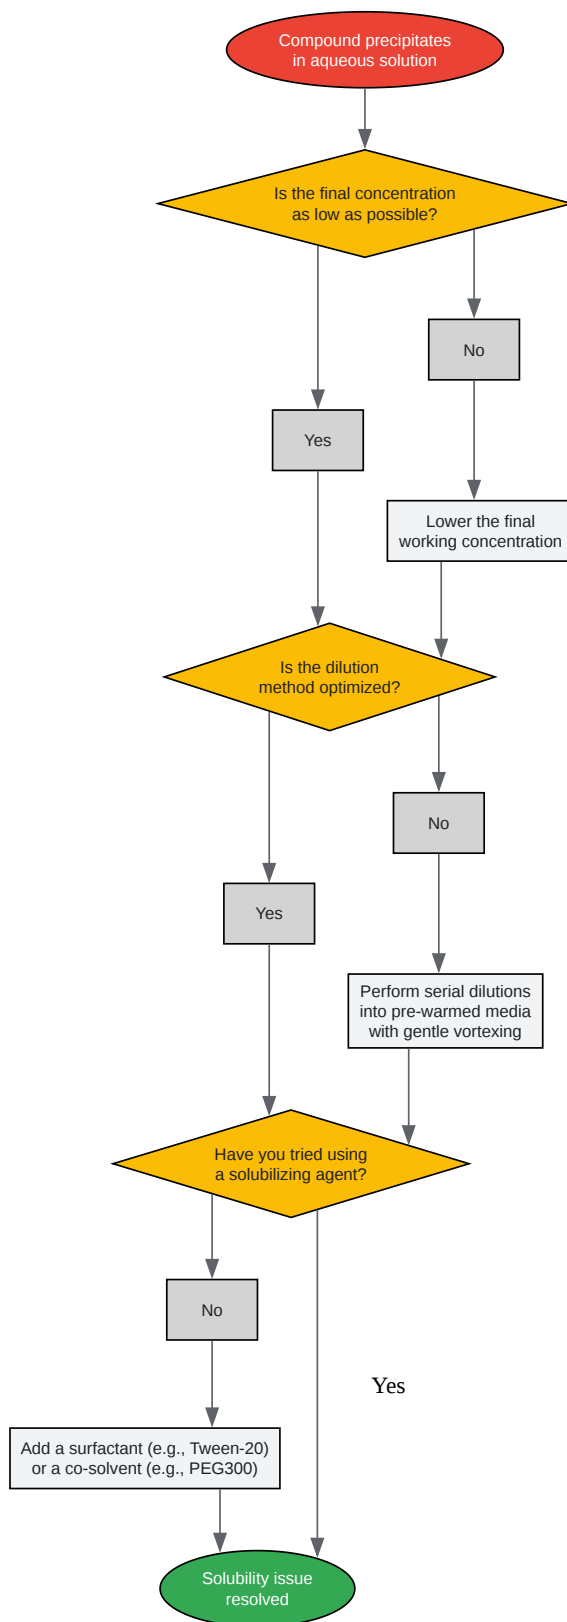 Compound precipitates
in aqueous solution
Is the final concentration
as low as possible?
No
Yes
Lower the final
working concentration
Is the dilution
method optimized?
No
Yes
Perform serial dilutions
into pre-warmed media
with gentle vortexing
Have you tried using
a solubilizing agent?
No
Yes
Add a surfactant (e.g., Tween-20)
or a co-solvent (e.g., PEG300)
Solubility issue
resolved